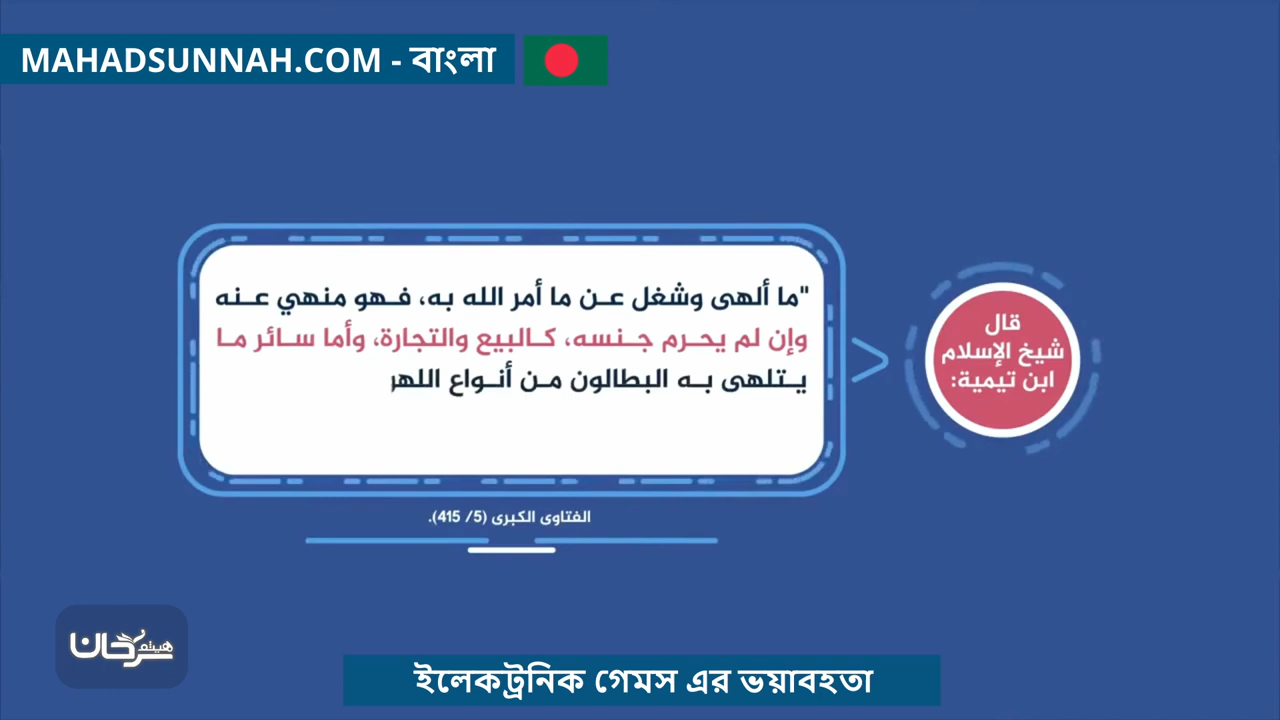 MAHADSUNNAH.COM - বাংলা
قال
شيخ الإسلام
ابن تيمية:
"ما ألهى وشغل عن ما أمر الله به، فهو منهي عنه
وإن لم يحرم جنسه، كالبيع والتجارة، وأما سائر ما
يتلهى به البطالون من أنواع اللهو
الفتاوى الكبرى (5/ 415).
هيثم سرحان
ইলেকট্রনিক গেমস এর ভয়াবহতা